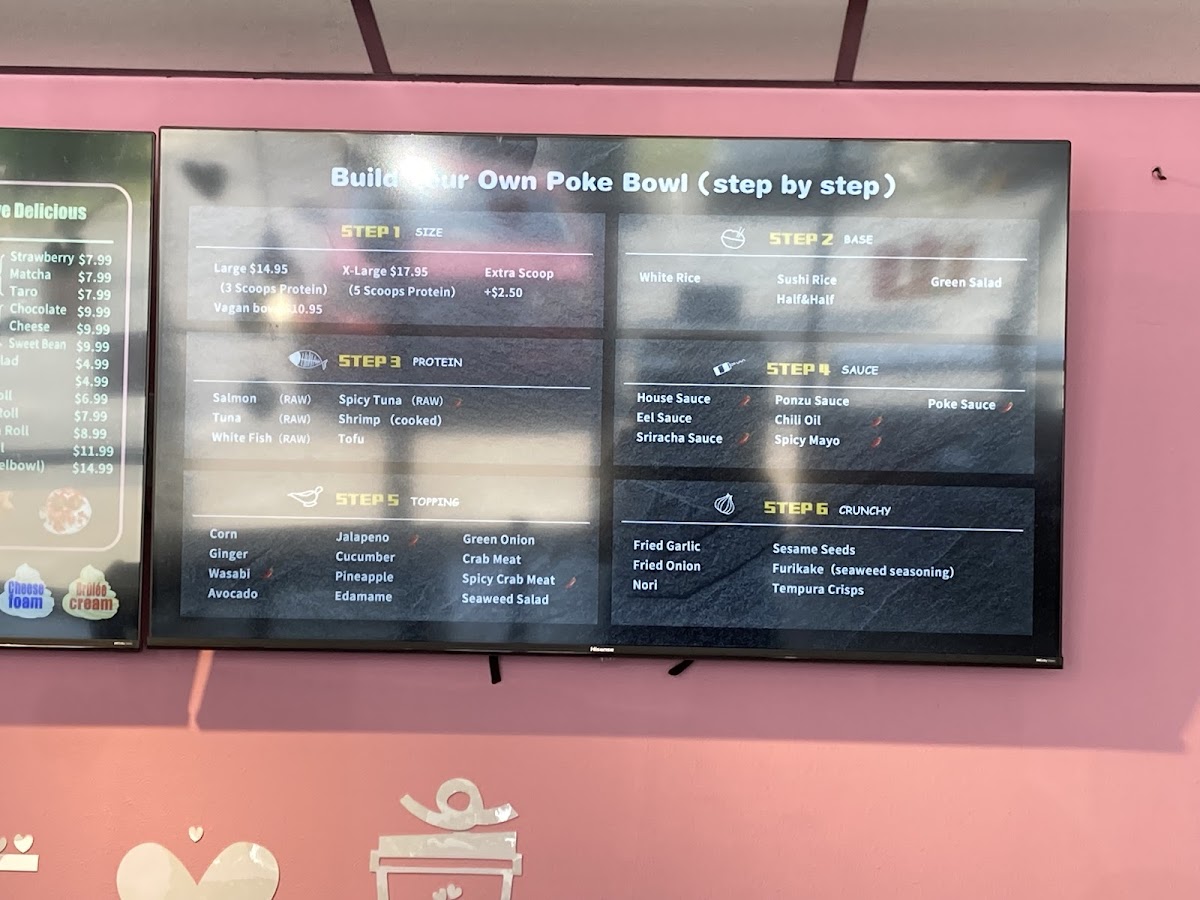 ve Delicious
Strawberry $7.99
Matcha $7.99
Taro $7.99
Chocolate $9.99
Cheese $9.99
Sweet Bean $9.99
lad $4.99
$4.99
oll $6.99
Roll $7.99
Roll $8.99
l $11.99
elbowl) $14.99
Cheese foam
Brûlée cream
Build Your Own Poke Bowl (step by step)
STEP 1 SIZE
Large $14.95 X-Large $17.95 Extra Scoop
(3 Scoops Protein) (5 Scoops Protein) +$2.50
Vagan bowl $10.95
STEP 2 BASE
White Rice Sushi Rice Green Salad
Half&Half
STEP 3 PROTEIN
Salmon (RAW) Spicy Tuna (RAW)
Tuna (RAW) Shrimp (cooked)
White Fish (RAW) Tofu
STEP 4 SAUCE
House Sauce Ponzu Sauce Poke Sauce
Eel Sauce Chili Oil
Sriracha Sauce Spicy Mayo
STEP 5 TOPPING
Corn Jalapeno Green Onion
Ginger Cucumber Crab Meat
Wasabi Pineapple Spicy Crab Meat
Avocado Edamame Seaweed Salad
STEP 6 CRUNCHY
Fried Garlic Sesame Seeds
Fried Onion Furikake (seaweed seasoning)
Nori Tempura Crisps
Hisense